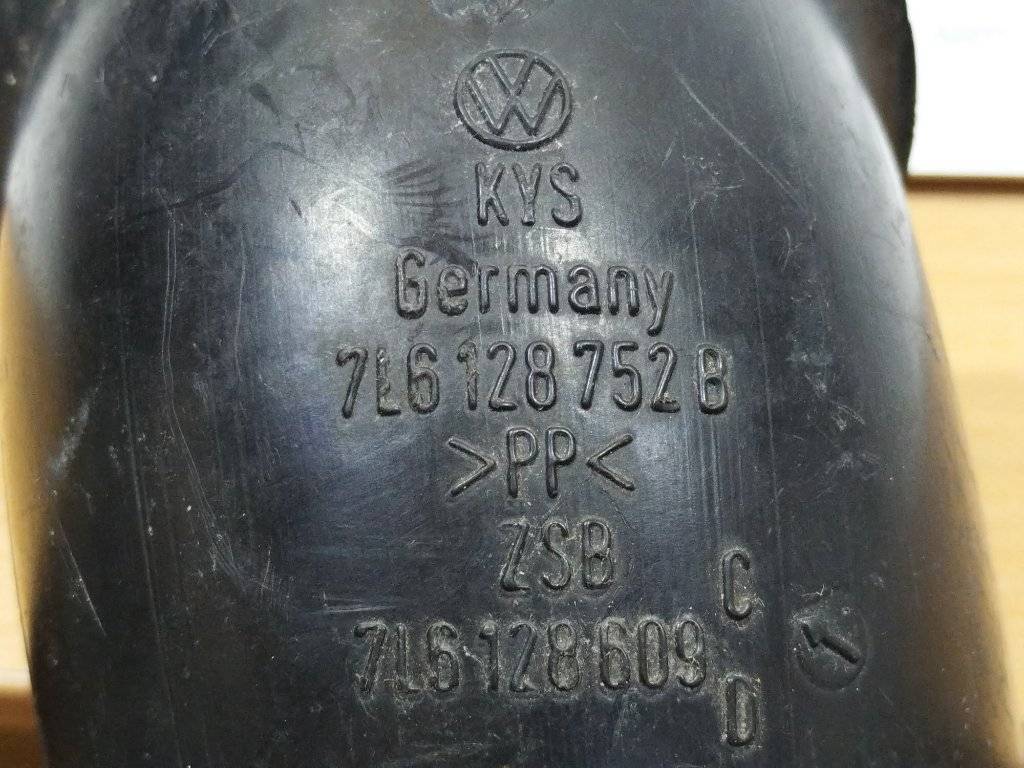 KYS
Germany
7L6 128 752 B
>PP<
ZSB
7L6 128 609 C
D